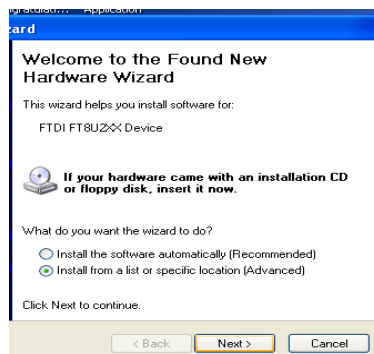 Application
Welcome to the Found New
Hardware Wizard
This wizard helps you install software for:
FTDI FT8U2XX Device
If your hardware came with an installation CD
or floppy disk, insert it now.
What do you want the wizard to do?
Install the software automatically (Recommended)
Install from a list or specific location (Advanced)
Click Next to continue.
< Back Next > Cancel